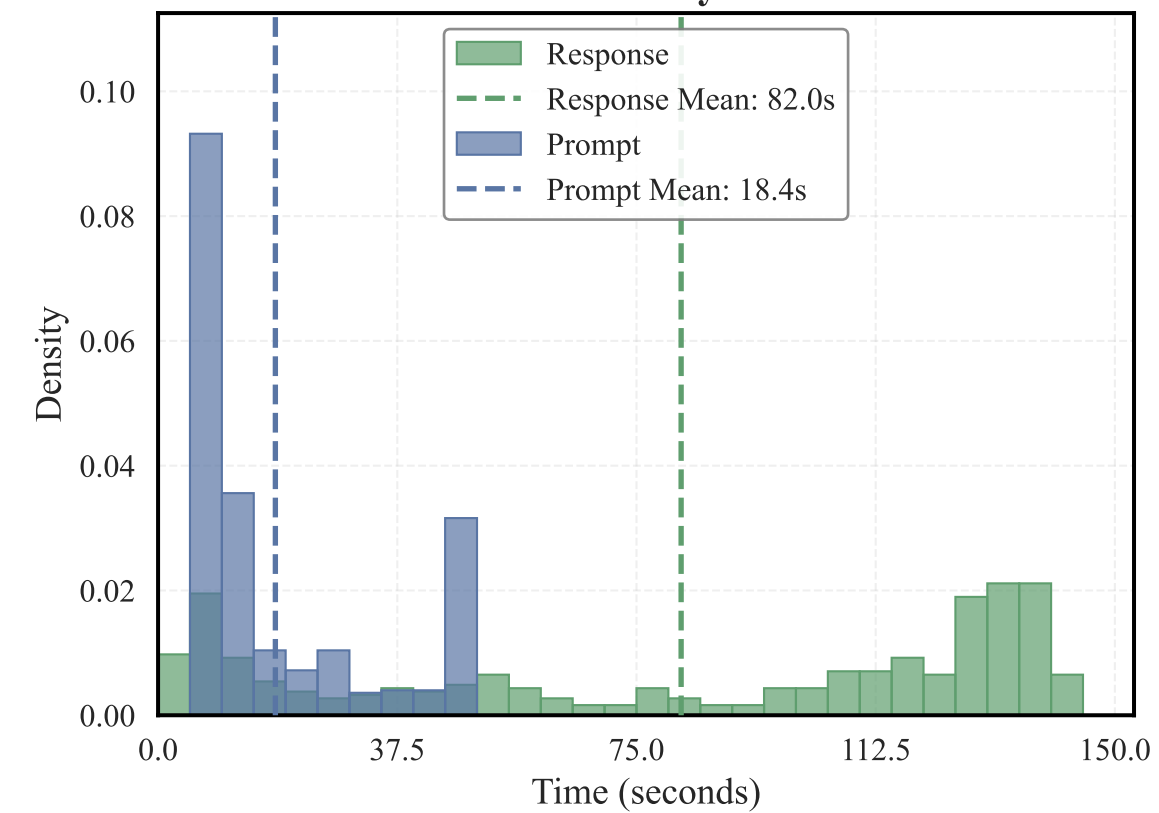 Response
Response Mean: 82.0s
Prompt
Prompt Mean: 18.4s
Density
0.10
0.08
0.06
0.04
0.02
0.00
0.0 37.5 75.0 112.5 150.0
Time (seconds)